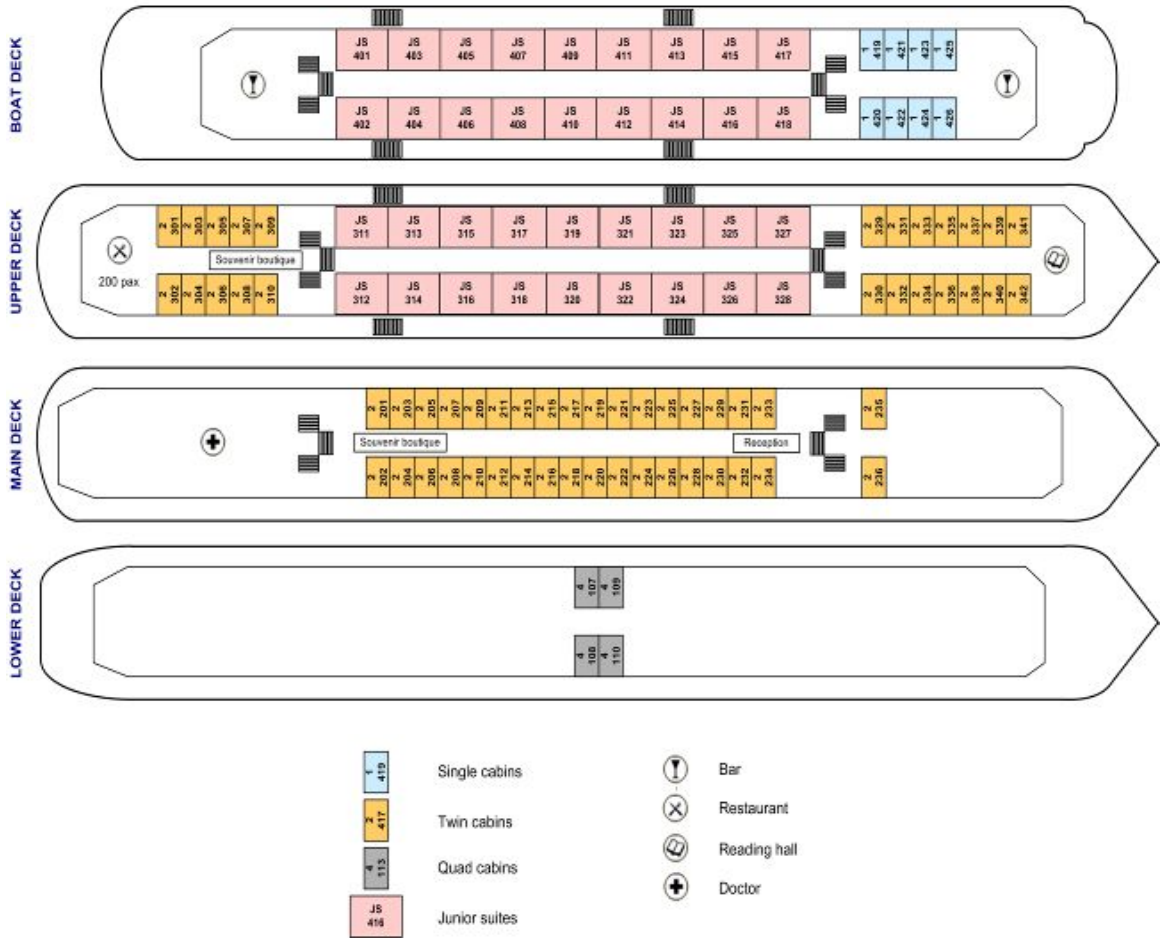 BOAT DECK
JS 401
JS 403
JS 405
JS 407
JS 409
JS 411
JS 413
JS 415
JS 417
1 419
1 421
1 423
1 425
JS 402
JS 404
JS 406
JS 408
JS 410
JS 412
JS 414
JS 416
JS 418
1 420
1 422
1 424
1 426
UPPER DECK
2 301
2 303
2 305
2 307
2 309
JS 311
JS 313
JS 315
JS 317
JS 319
JS 321
JS 323
JS 325
JS 327
2 329
2 331
2 333
2 335
2 337
2 339
2 341
Souvenir boutique
200 pax
2 302
2 304
2 306
2 308
2 310
JS 312
JS 314
JS 316
JS 318
JS 320
JS 322
JS 324
JS 326
JS 328
2 330
2 332
2 334
2 336
2 338
2 340
2 342
MAIN DECK
2 201
2 203
2 205
2 207
2 209
2 211
2 213
2 215
2 217
2 219
2 221
2 223
2 225
2 227
2 229
2 231
2 233
2 235
Souvenir boutique
Reception
2 202
2 204
2 206
2 208
2 210
2 212
2 214
2 216
2 218
2 220
2 222
2 224
2 226
2 228
2 230
2 232
2 234
2 236
LOWER DECK
4 107
4 109
4 108
4 110
1 419
Single cabins
2 417
Twin cabins
4 113
Quad cabins
JS 416
Junior suites
Bar
Restaurant
Reading hall
Doctor